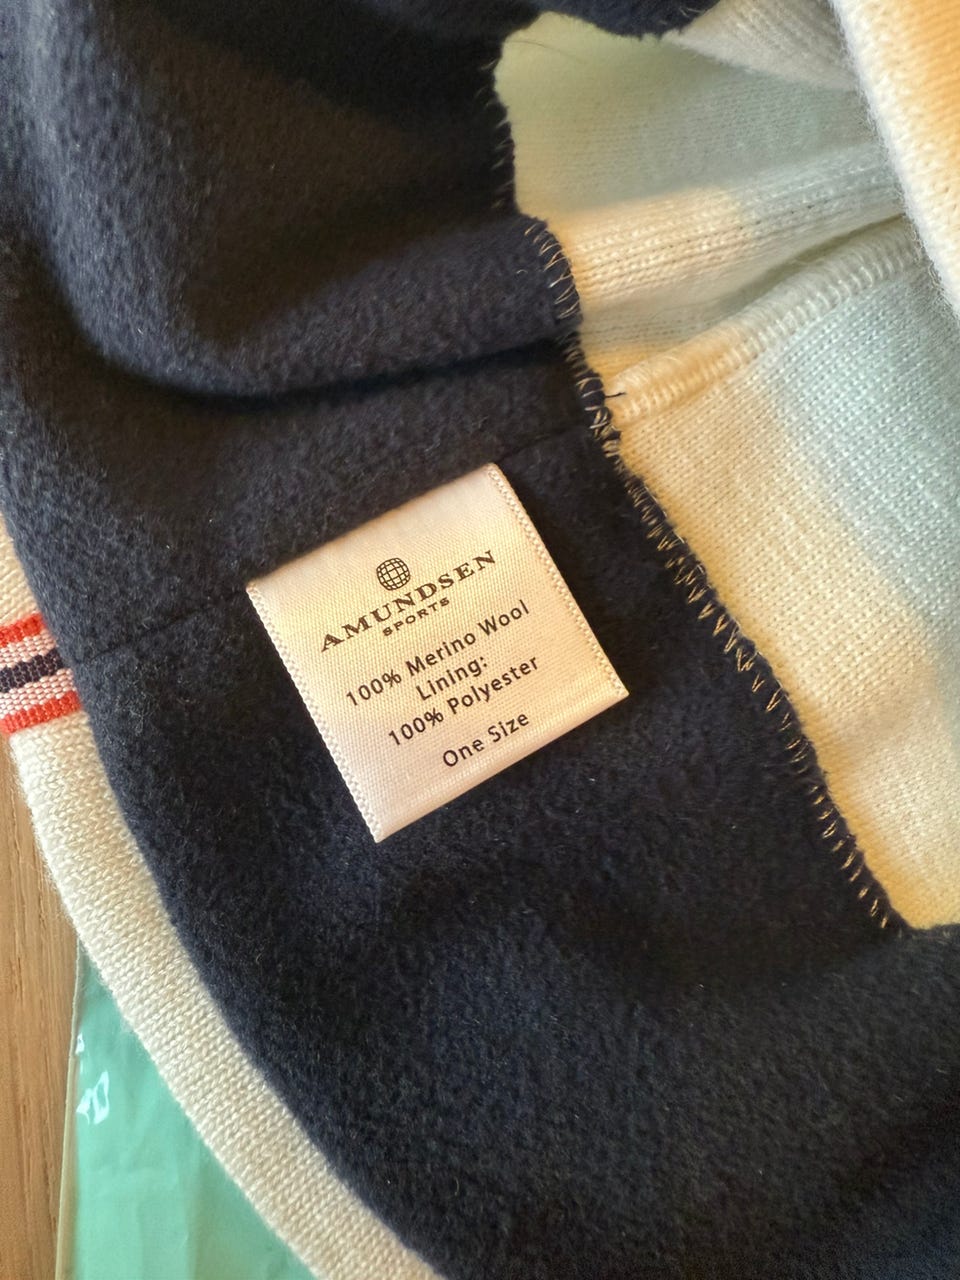 AMUNDSEN
SPORTS
100% Merino Wool
Lining:
100% Polyester
One Size